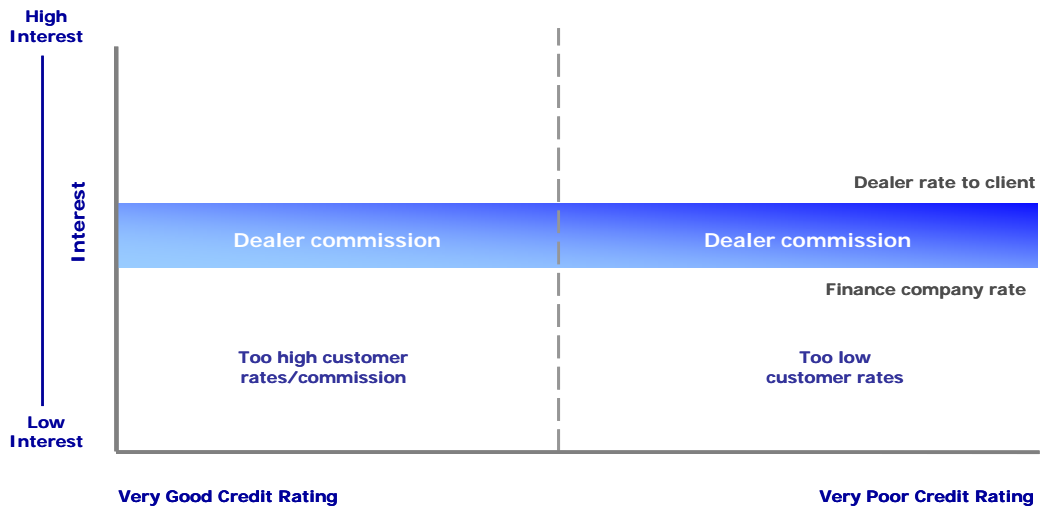 High
Interest
Interest
Dealer rate to client
Dealer commission
Dealer commission
Finance company rate
Too high customer
rates/commission
Too low
customer rates
Low
Interest
Very Good Credit Rating
Very Poor Credit Rating